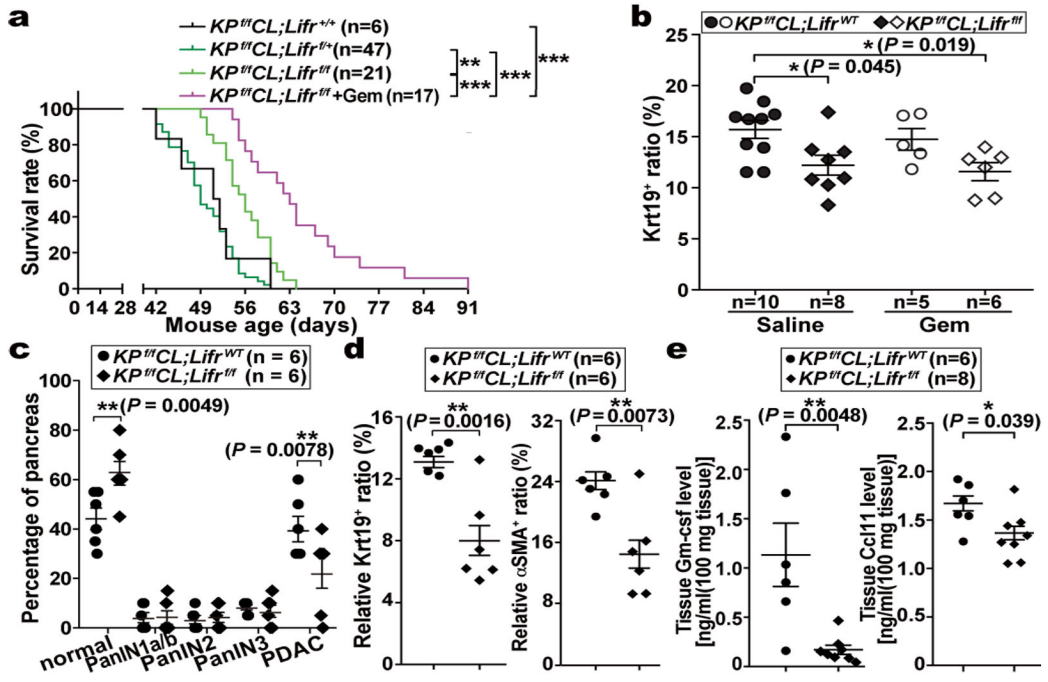 a
KP^f/f CL;Lifr^+/+ (n=6)
KP^f/f CL;Lifr^f/+ (n=47)
KP^f/f CL;Lifr^f/f (n=21)
KP^f/f CL;Lifr^f/f +Gem (n=17)
**
***
***
***
Survival rate (%)
100
80
60
40
20
0
0 14 28 42 49 56 63 70 77 84 91
Mouse age (days)
b
KP^f/f CL;Lifr^WT KP^f/f CL;Lifr^f/f
* (P = 0.019)
* (P = 0.045)
Krt19+ ratio (%)
25
20
15
10
5
0
n=10 n=8 n=5 n=6
Saline Gem
c
KP^f/f CL;Lifr^WT (n = 6)
KP^f/f CL;Lifr^f/f (n = 6)
**
(P = 0.0049)
**
(P = 0.0078)
Percentage of pancreas
100
80
60
40
20
0
normal PanIN1a/b PanIN2 PanIN3 PDAC
d
KP^f/f CL;Lifr^WT (n=6)
KP^f/f CL;Lifr^f/f (n=6)
**
(P = 0.0016)
Relative Krt19+ ratio (%)
16
12
8
4
0
**
(P = 0.0073)
Relative αSMA+ ratio (%)
32
24
16
8
0
e
KP^f/f CL;Lifr^WT (n=6)
KP^f/f CL;Lifr^f/f (n=8)
**
(P = 0.0048)
Tissue Gm-csf level
[ng/ml(100 mg tissue)]
2.5
2.0
1.5
1.0
0.5
0.0
*
(P = 0.039)
Tissue Ccl11 level
[ng/ml(100 mg tissue)]
2.5
2.0
1.5
1.0
0.5
0.0